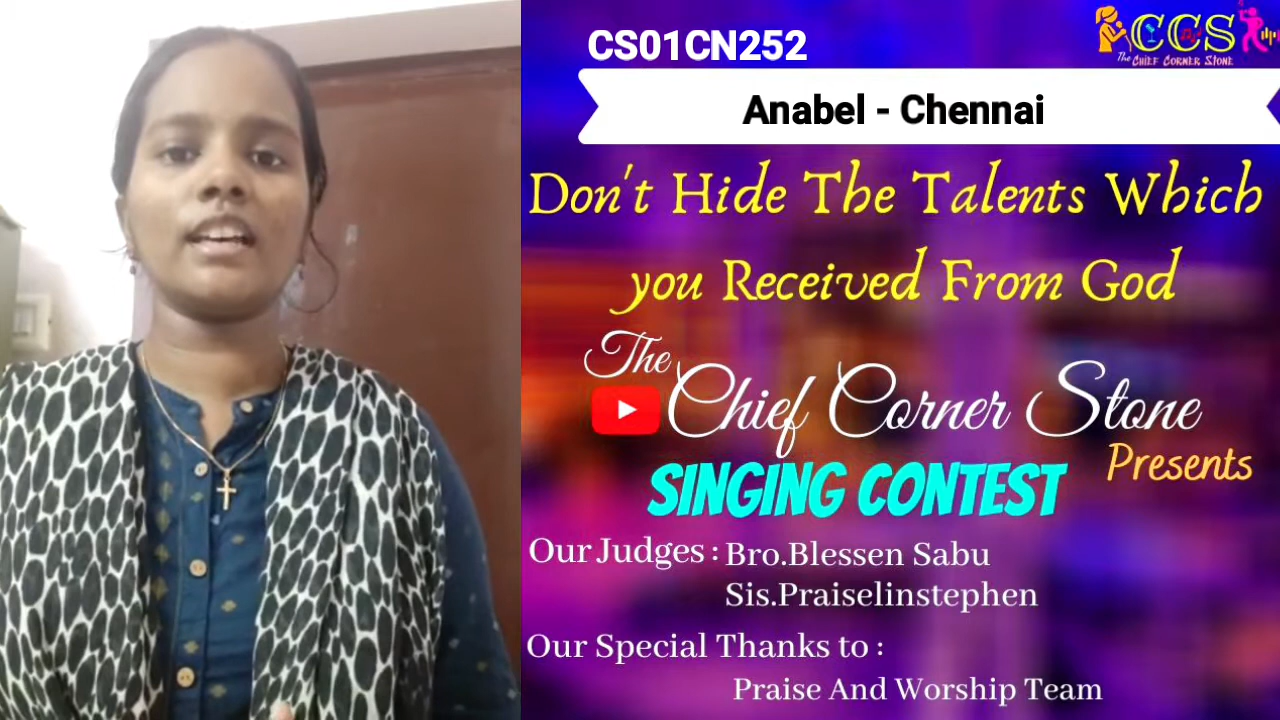 CS01CN252
CCS
The Chief Corner Stone
Anabel - Chennai
Don't Hide The Talents Which
you Received From God
The
Chief Corner Stone
Presents
SINGING CONTEST
Our Judges : Bro.Blessen Sabu
Sis.Praiselinstephen
Our Special Thanks to :
Praise And Worship Team